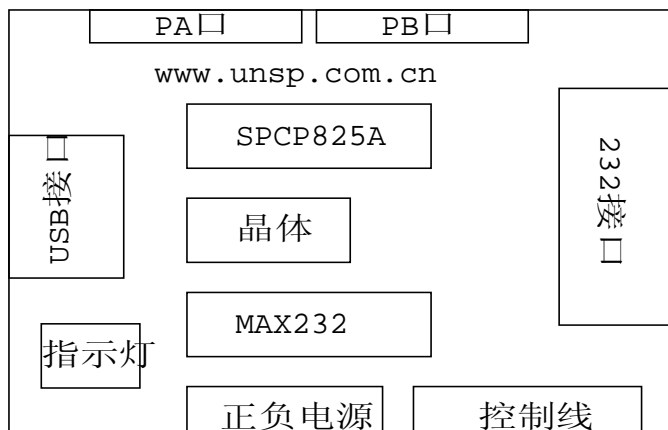 PA口
PB口
www.unsp.com.cn
SPCP825A
USB接口
232接口
晶体
MAX232
指示灯
正负电源
控制线